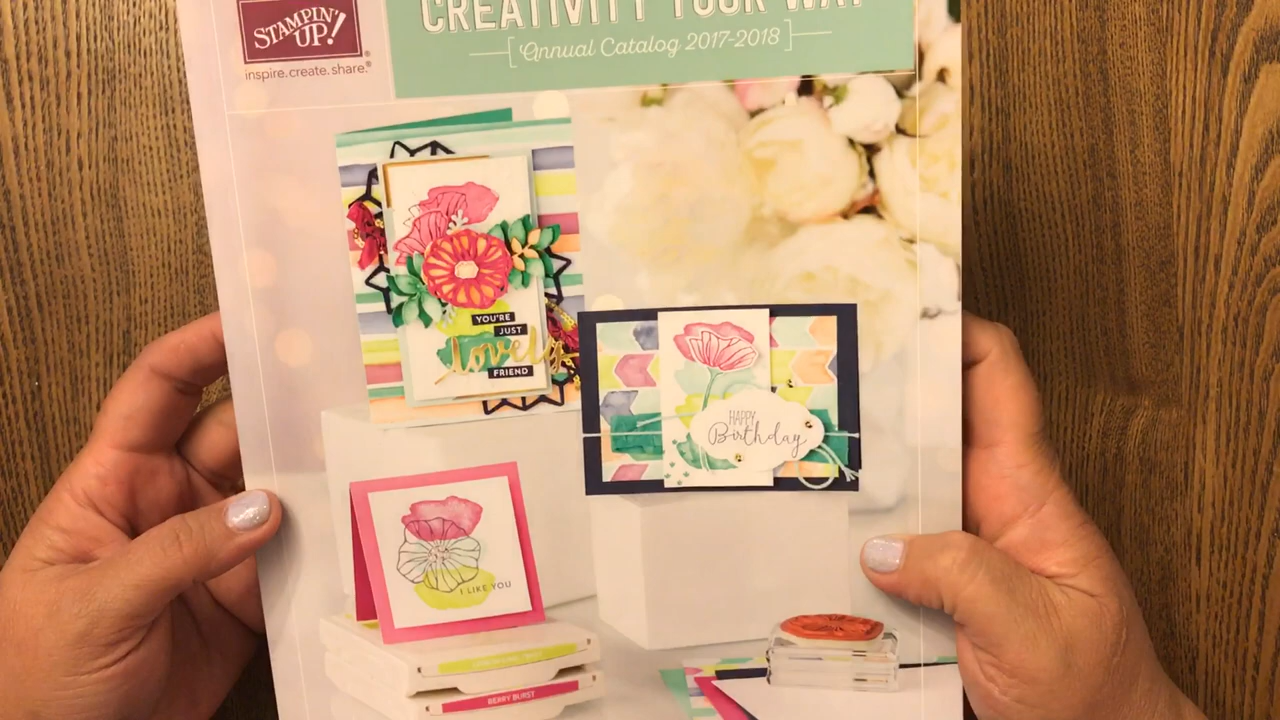 STAMPIN' UP!®
inspire.create.share.®
CREATIVITY YOUR WAY
Annual Catalog 2017-2018
YOU'RE
JUST
lovely
FRIEND
HAPPY
Birthday
I LIKE YOU
BERRY BURST